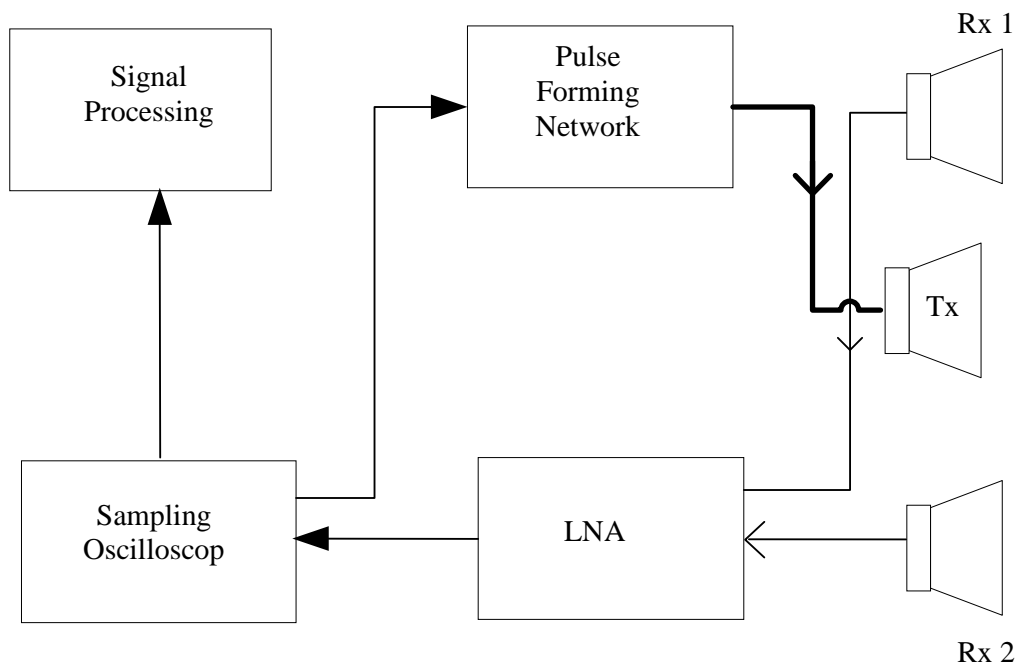 Rx 1
Signal
Processing
Pulse
Forming
Network
Tx
Sampling
Oscilloscop
LNA
Rx 2